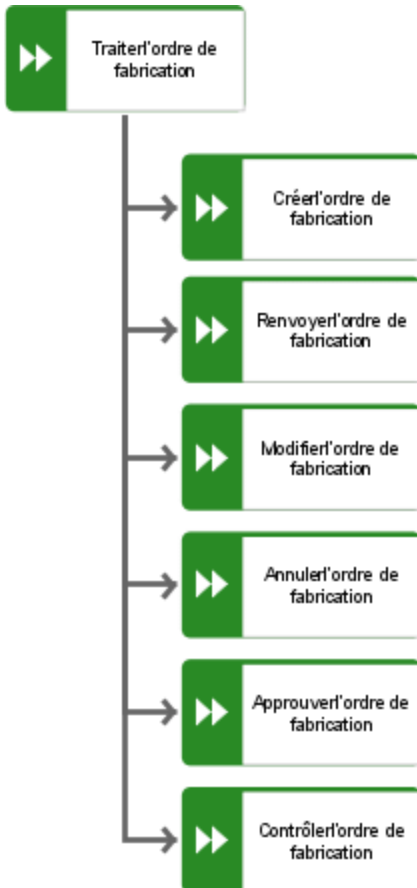 Traiterl'ordre de
fabrication
Créerl'ordre de
fabrication
Renvoyerl'ordre de
fabrication
Modifierl'ordre de
fabrication
Annulerl'ordre de
fabrication
Approuverl'ordre de
fabrication
Contrôlerl'ordre de
fabrication